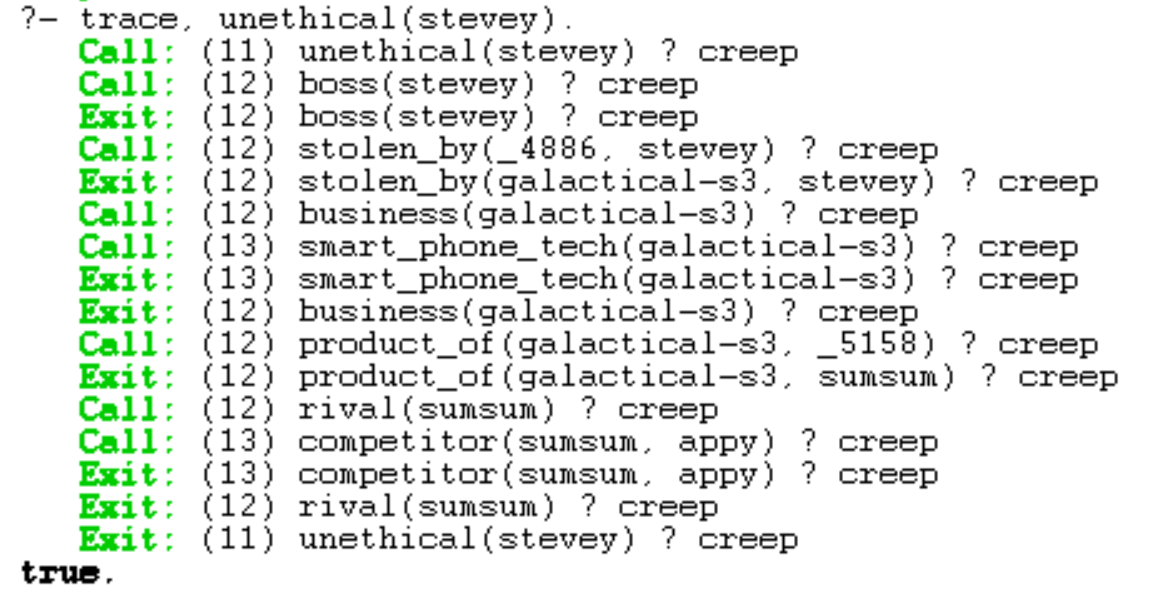 ?- trace, unethical(stevey).
Call: (11) unethical(stevey) ? creep
Call: (12) boss(stevey) ? creep
Exit: (12) boss(stevey) ? creep
Call: (12) stolen_by(_4886, stevey) ? creep
Exit: (12) stolen_by(galactical-s3, stevey) ? creep
Call: (12) business(galactical-s3) ? creep
Call: (13) smart_phone_tech(galactical-s3) ? creep
Exit: (13) smart_phone_tech(galactical-s3) ? creep
Exit: (12) business(galactical-s3) ? creep
Call: (12) product_of(galactical-s3, _5158) ? creep
Exit: (12) product_of(galactical-s3, sumsum) ? creep
Call: (12) rival(sumsum) ? creep
Call: (13) competitor(sumsum, appy) ? creep
Exit: (13) competitor(sumsum, appy) ? creep
Exit: (12) rival(sumsum) ? creep
Exit: (11) unethical(stevey) ? creep
true.